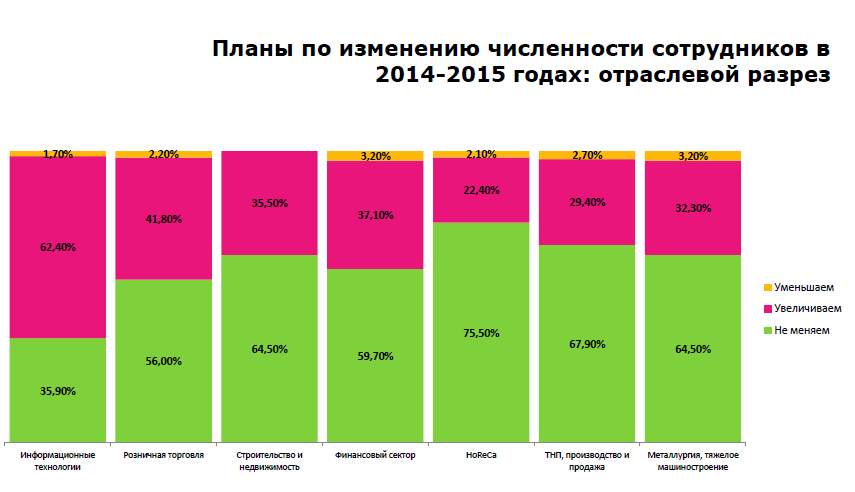 Планы по изменению численности сотрудников в
2014-2015 годах: отраслевой разрез
1,70%
2,20%
3,20%
2,10%
2,70%
3,20%
62,40%
41,80%
35,50%
37,10%
22,40%
29,40%
32,30%
35,90%
56,00%
64,50%
59,70%
75,50%
67,90%
64,50%
Уменьшаем
Увеличиваем
Не меняем
Информационные
технологии
Розничная торговля
Строительство и
недвижимость
Финансовый сектор
HoReCa
ТНП, производство и
продажа
Металлургия, тяжелое
машиностроение